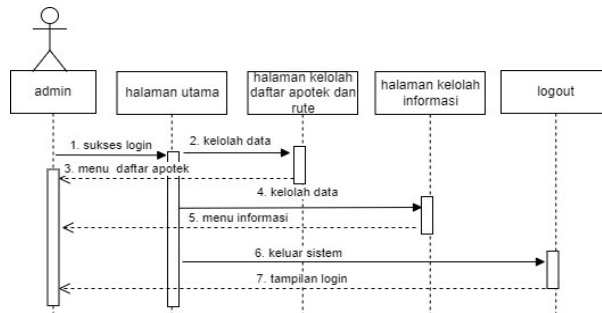 admin
halaman utama
halaman kelolah
daftar apotek dan
rute
halaman kelolah
informasi
logout
1. sukses login
2. kelolah data
3. menu daftar apotek
4. kelolah data
5. menu informasi
6. keluar sistem
7. tampilan login